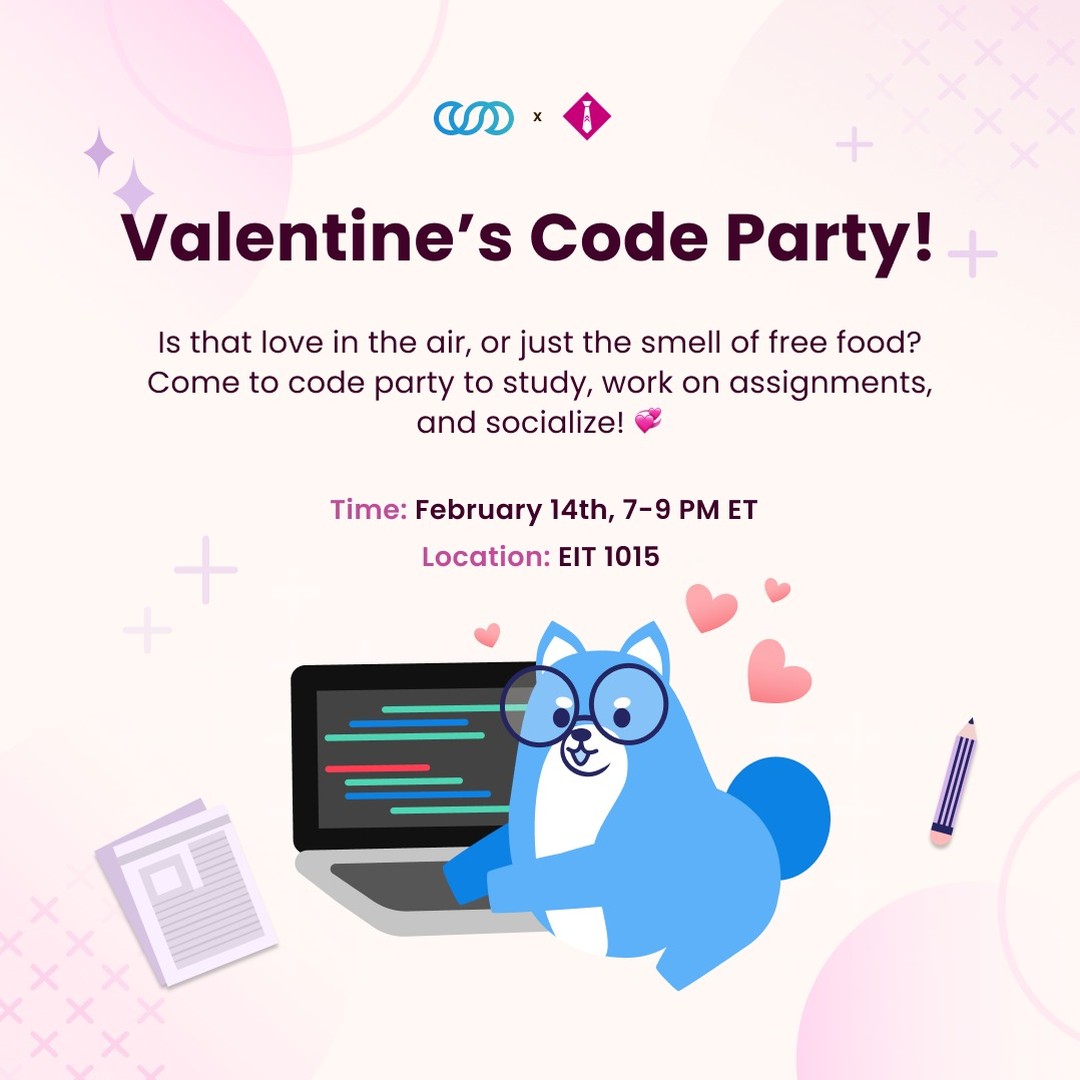 x
Valentine’s Code Party!
Is that love in the air, or just the smell of free food?
Come to code party to study, work on assignments,
and socialize! 💞
Time: February 14th, 7-9 PM ET
Location: EIT 1015